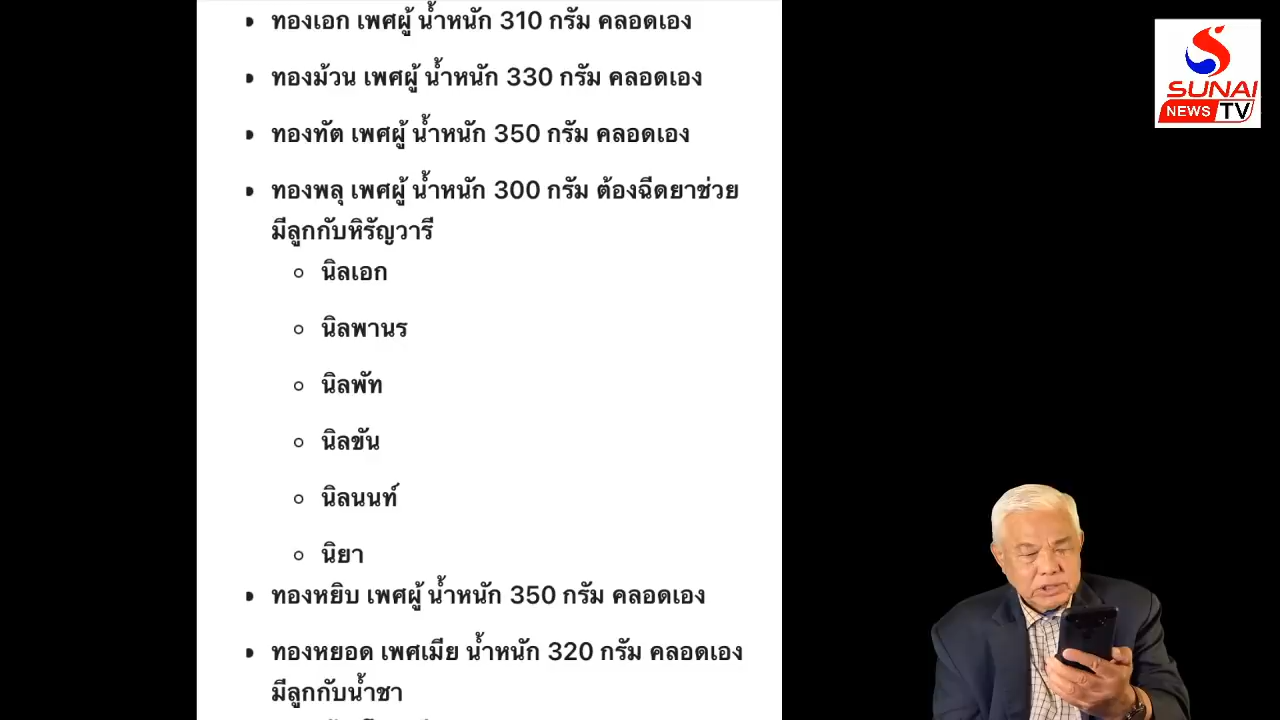 ทองเอก เพศผู้ น้ำหนัก 310 กรัม คลอดเอง
ทองม้วน เพศผู้ น้ำหนัก 330 กรัม คลอดเอง
ทองทัต เพศผู้ น้ำหนัก 350 กรัม คลอดเอง
ทองพลุ เพศผู้ น้ำหนัก 300 กรัม ต้องฉีดยาช่วย
มีลูกกับหิรัญวารี
นิลเอก
นิลพานร
นิลพัท
นิลขัน
นิลนนท์
นิยา
ทองหยิบ เพศผู้ น้ำหนัก 350 กรัม คลอดเอง
ทองหยอด เพศเมีย น้ำหนัก 320 กรัม คลอดเอง
มีลูกกับน้ำชา
SUNAI
NEWS TV